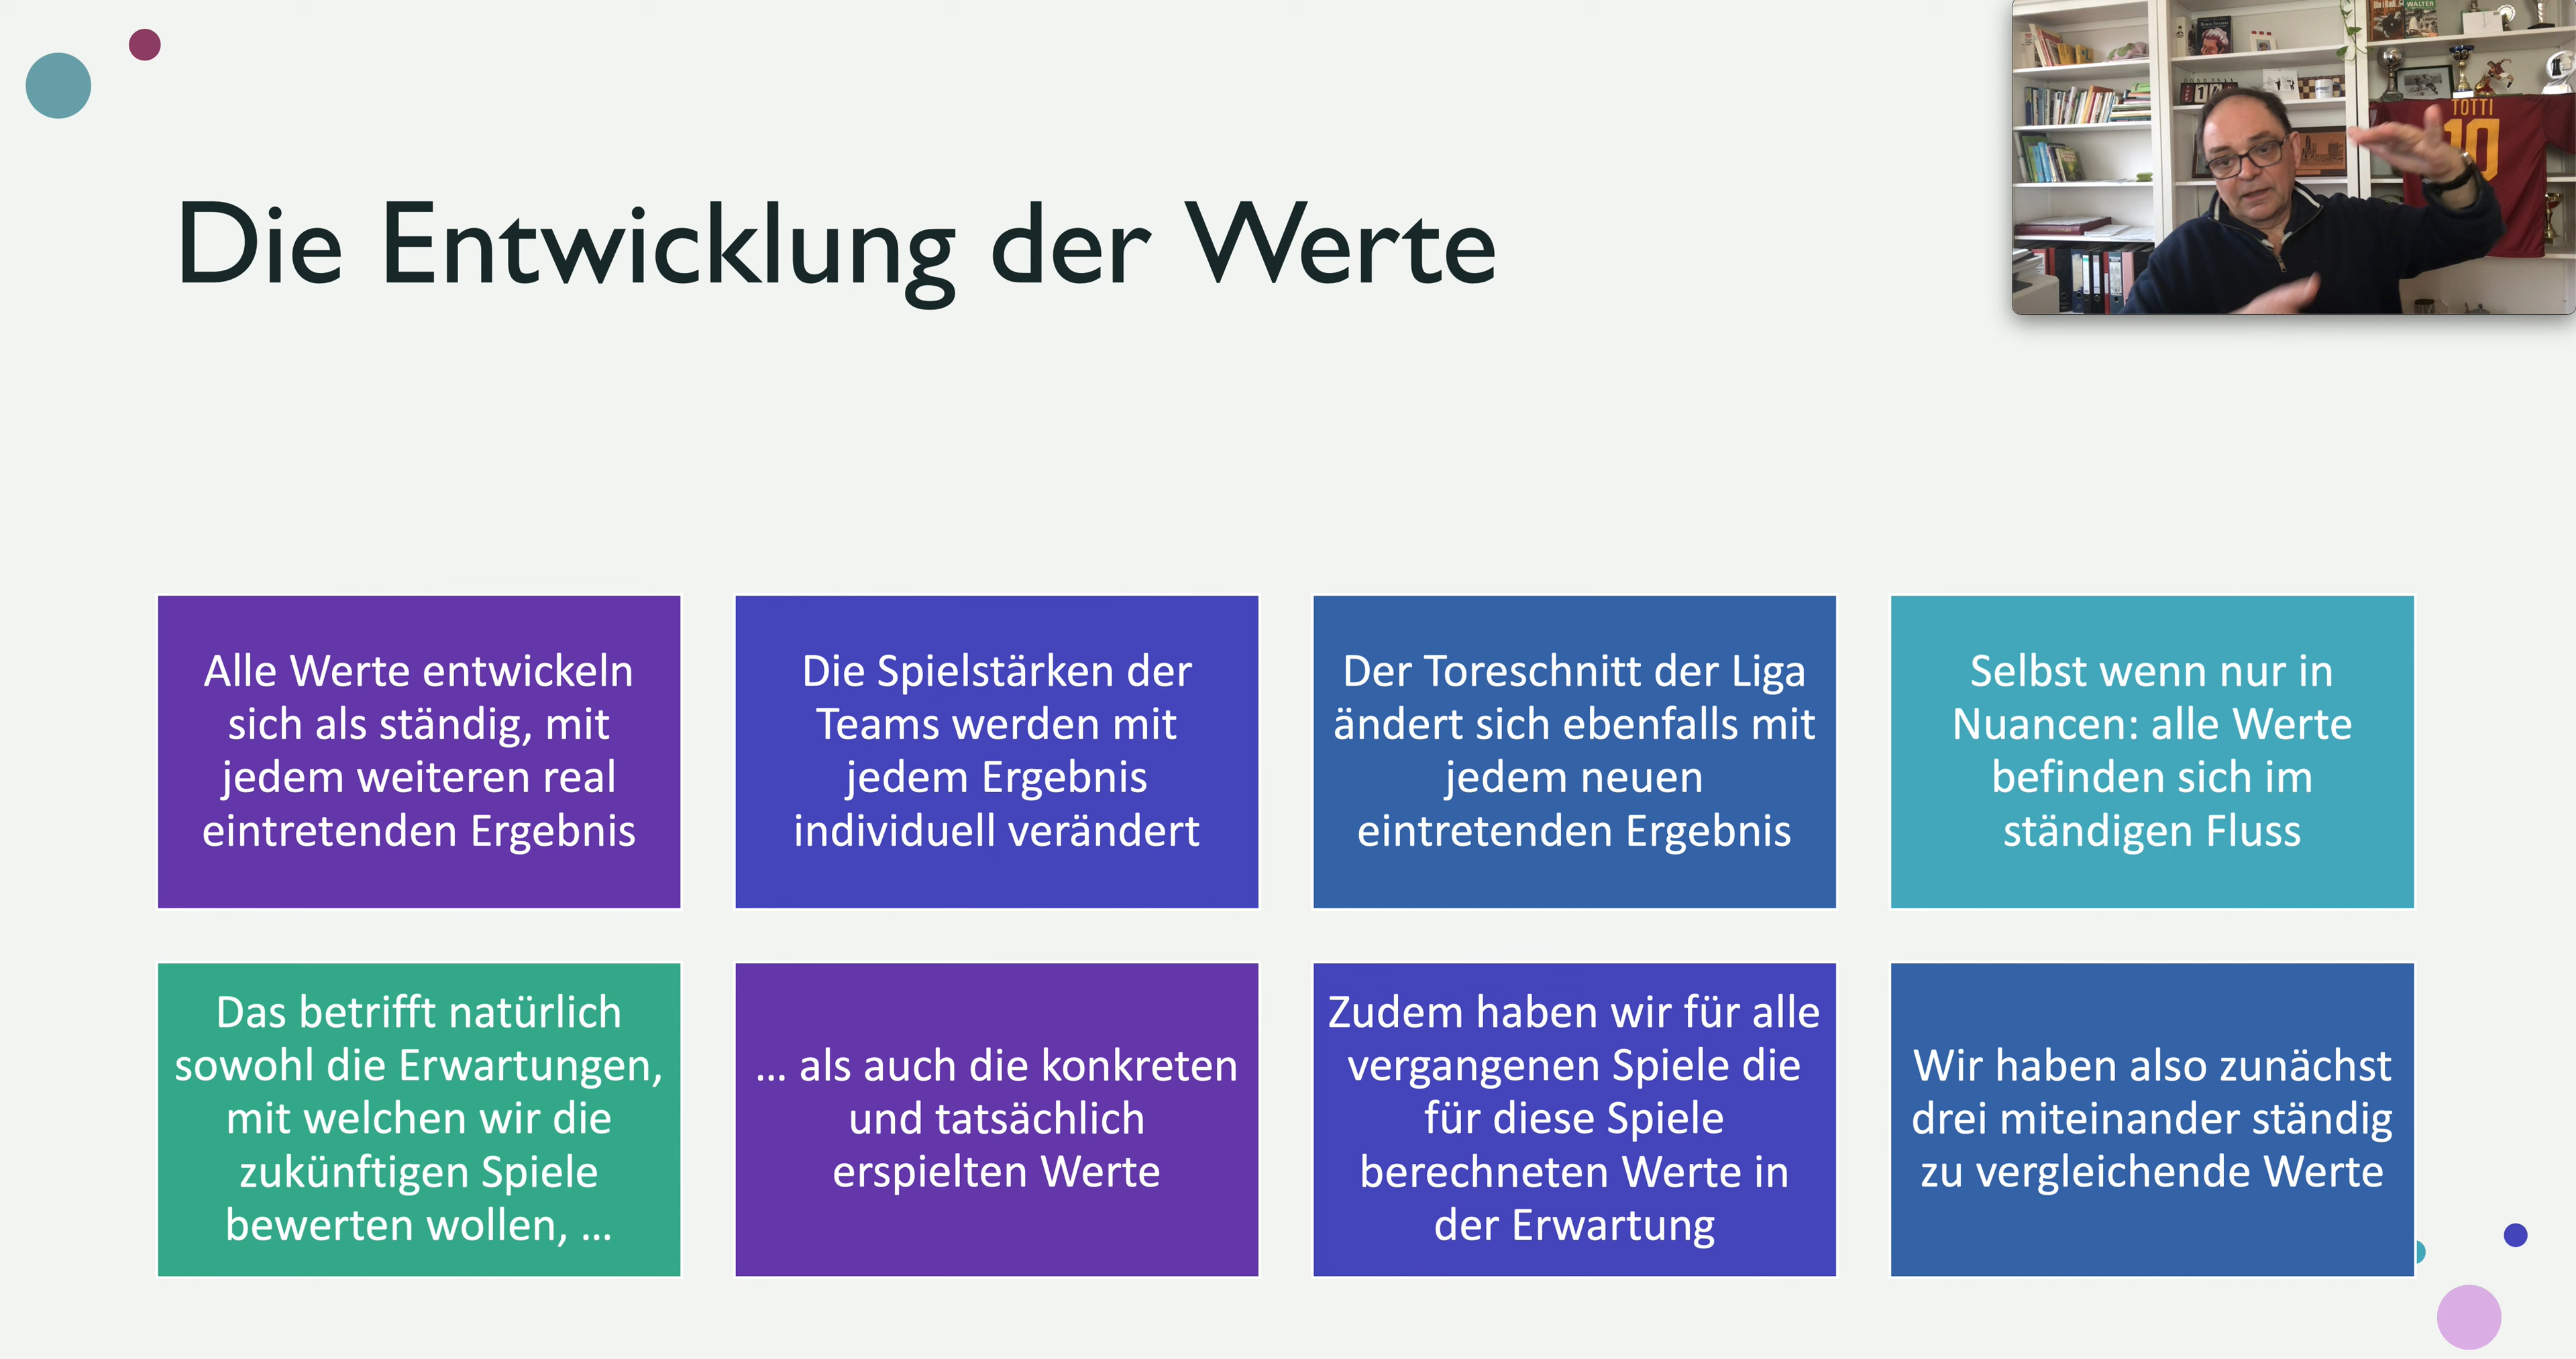 Die Entwicklung der Werte
WALTER
TOTTI
10
Alle Werte entwickeln
sich als ständig, mit
jedem weiteren real
eintretenden Ergebnis
Die Spielstärken der
Teams werden mit
jedem Ergebnis
individuell verändert
Der Toreschnitt der Liga
ändert sich ebenfalls mit
jedem neuen
eintretenden Ergebnis
Selbst wenn nur in
Nuancen: alle Werte
befinden sich im
ständigen Fluss
Das betrifft natürlich
sowohl die Erwartungen,
mit welchen wir die
zukünftigen Spiele
bewerten wollen, ...
... als auch die konkreten
und tatsächlich
erspielten Werte
Zudem haben wir für alle
vergangenen Spiele die
für diese Spiele
berechneten Werte in
der Erwartung
Wir haben also zunächst
drei miteinander ständig
zu vergleichende Werte